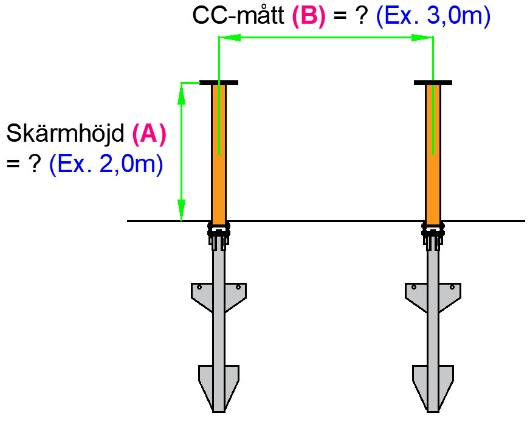 CC-mått (B) = ? (Ex. 3,0m)
Skärmhöjd (A)
= ? (Ex. 2,0m)